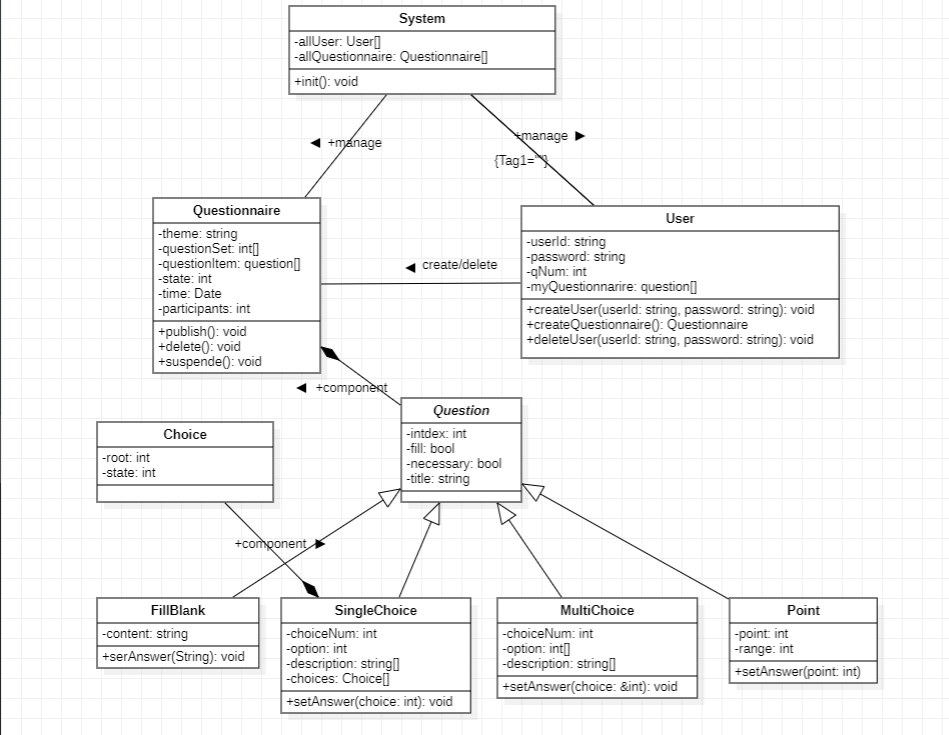 System
-allUser: User[]
-allQuestionnaire: Questionnaire[]
+init(): void
+manage
+manage
{Tag1=""}
Questionnaire
-theme: string
-questionSet: int[]
-questionItem: question[]
-state: int
-time: Date
-participants: int
+publish(): void
+delete(): void
+suspende(): void
create/delete
User
-userId: string
-password: string
-qNum: int
-myQuestionnarire: question[]
+createUser(userId: string, password: string): void
+createQuestionnaire(): Questionnaire
+deleteUser(userId: string, password: string): void
+component
Question
-intdex: int
-fill: bool
-necessary: bool
-title: string
Choice
-root: int
-state: int
+component
FillBlank
-content: string
+serAnswer(String): void
SingleChoice
-choiceNum: int
-option: int
-description: string[]
-choices: Choice[]
+setAnswer(choice: int): void
MultiChoice
-choiceNum: int
-option: int[]
-description: string[]
+setAnswer(choice: &int): void
Point
-point: int
-range: int
+setAnswer(point: int)